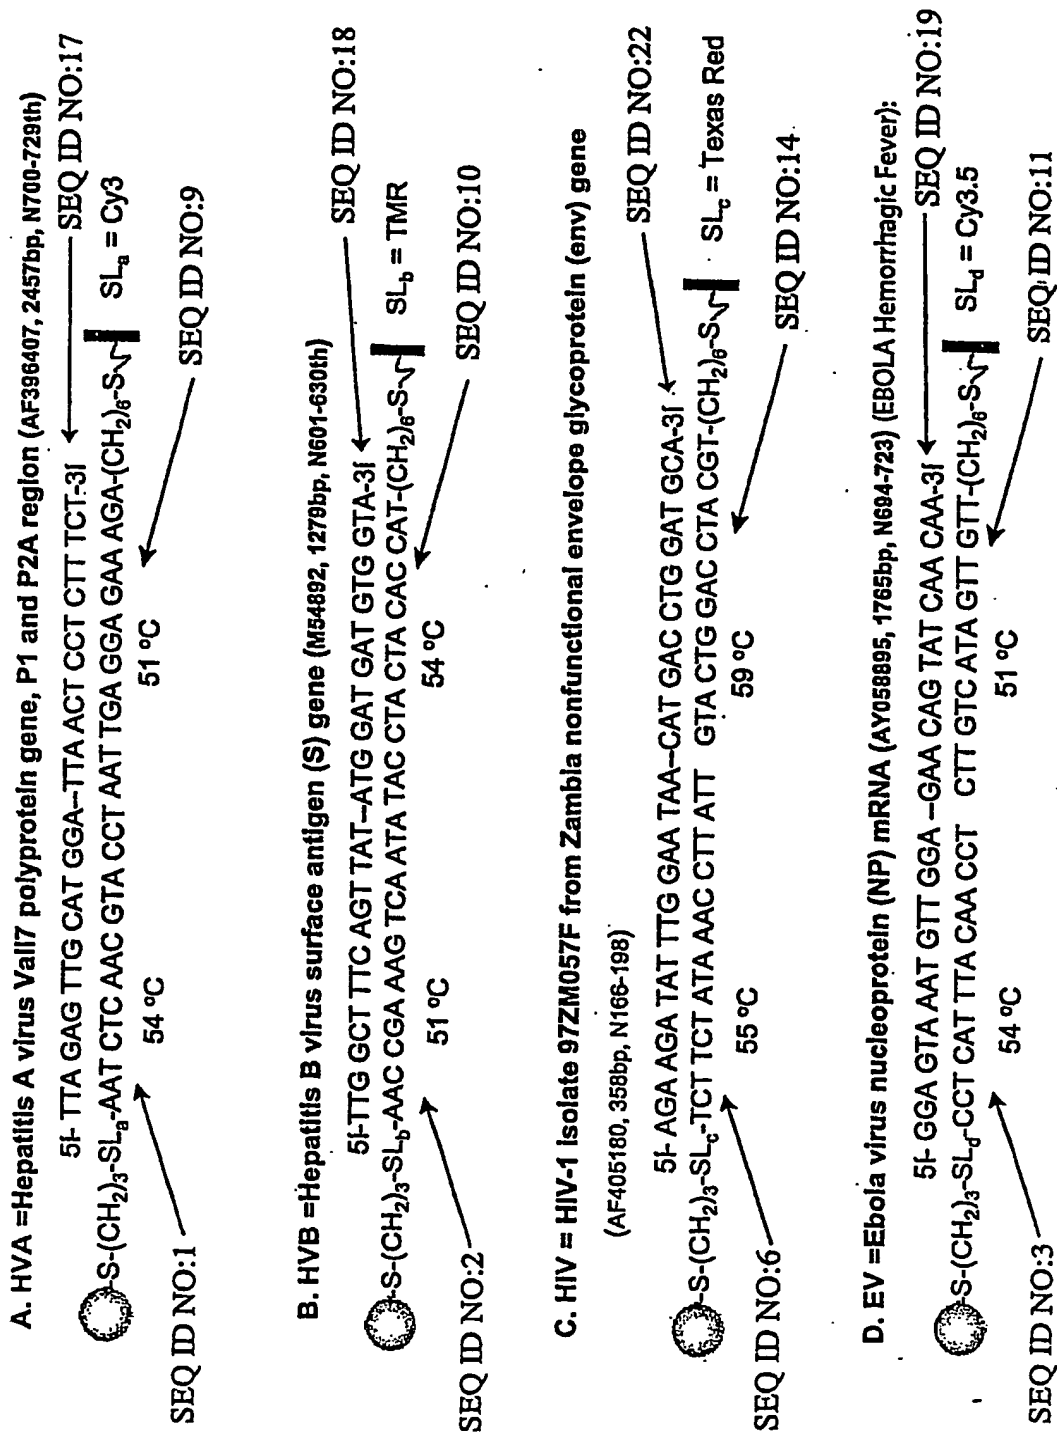 A. HVA =Hepatitis A virus Vall7 polyprotein gene, P1 and P2A region (AF396407, 2457bp, N700-729th)
5I- TTA GAG TTG CAT GGA--TTA ACT CCT CTT TCT-3I
SEQ ID NO:17
-S-(CH2)3-SLa-AAT CTC AAC GTA CCT AAT TGA GGA GAA AGA-(CH2)6-S
SLa = Cy3
54 ºC
51 ºC
SEQ ID NO:1
SEQ ID NO:9
B. HVB =Hepatitis B virus surface antigen (S) gene (M54892, 1279bp, N601-630th)
5I-TTG GCT TTC AGT TAT--ATG GAT GAT GTG GTA-3I
SEQ ID NO:18
-S-(CH2)3-SLb-AAC CGA AAG TCA ATA TAC CTA CTA CAC CAT-(CH2)6-S
SLb = TMR
51 ºC
54 ºC
SEQ ID NO:2
SEQ ID NO:10
C. HIV = HIV-1 isolate 97ZM057F from Zambia nonfunctional envelope glycoprotein (env) gene
(AF405180, 358bp, N166-198)
5I- AGA AGA TAT TTG GAA TAA--CAT GAC CTG GAT GCA-3I
SEQ ID NO:22
-S-(CH2)3-SLc-TCT TCT ATA AAC CTT ATT GTA CTG GAC CTA CGT-(CH2)6-S
SLc = Texas Red
55 ºC
59 ºC
SEQ ID NO:6
SEQ ID NO:14
D. EV =Ebola virus nucleoprotein (NP) mRNA (AY058895, 1765bp, N694-723) (EBOLA Hemorrhagic Fever):
5I- GGA GTA AAT GTT GGA --GAA CAG TAT CAA CAA-3I
SEQ ID NO:19
-S-(CH2)3-SLd-CCT CAT TTA CAA CCT CTT GTC ATA GTT GTT-(CH2)6-S
SLd = Cy3.5
54 ºC
51 ºC
SEQ ID NO:3
SEQ ID NO:11